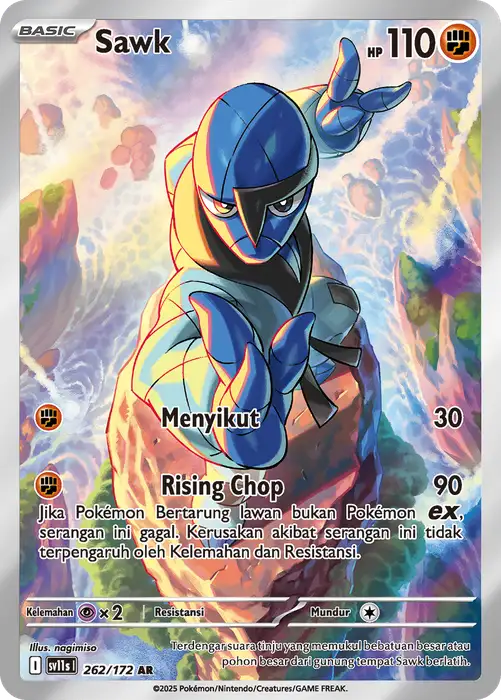 BASIC
Sawk
HP 110
Menyikut 30
Rising Chop 90
Jika Pokémon Bertarung lawan bukan Pokémon ex,
serangan ini gagal. Kerusakan akibat serangan ini tidak
terpengaruh oleh Kelemahan dan Resistansi.
Kelemahan ×2 Resistansi Mundur
Illus. nagimiso
Terdengar suara tinju yang memukul bebatuan besar atau
pohon besar dari gunung tempat Sawk berlatih.
I sv11s I 262/172 AR
©2025 Pokémon/Nintendo/Creatures/GAME FREAK.